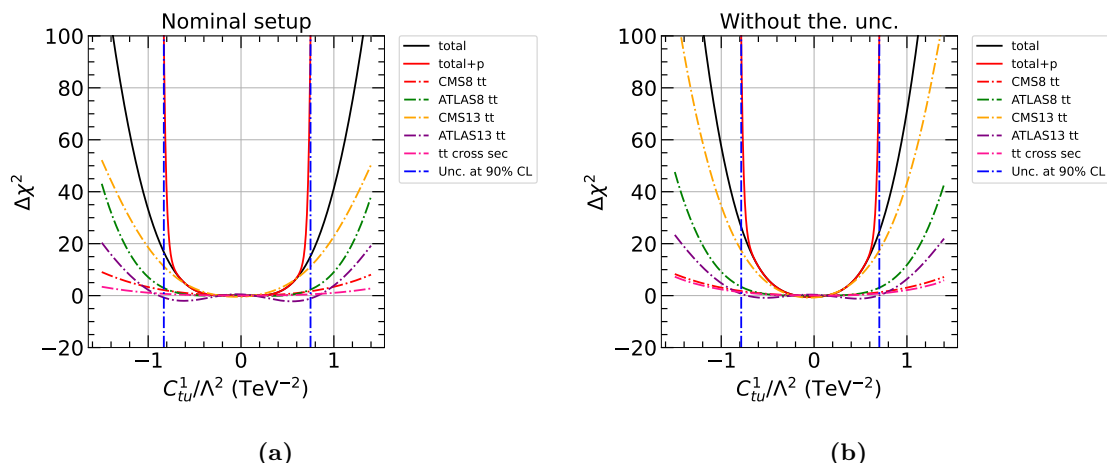 Nominal setup
100
80
60
40
20
0
−20
Δχ²
−1
0
1
C¹ₜᵤ/Λ² (TeV⁻²)
total
total+p
CMS8 tt
ATLAS8 tt
CMS13 tt
ATLAS13 tt
tt cross sec
Unc. at 90% CL
(a)
Without the. unc.
100
80
60
40
20
0
−20
Δχ²
−1
0
1
C¹ₜᵤ/Λ² (TeV⁻²)
total
total+p
CMS8 tt
ATLAS8 tt
CMS13 tt
ATLAS13 tt
tt cross sec
Unc. at 90% CL
(b)